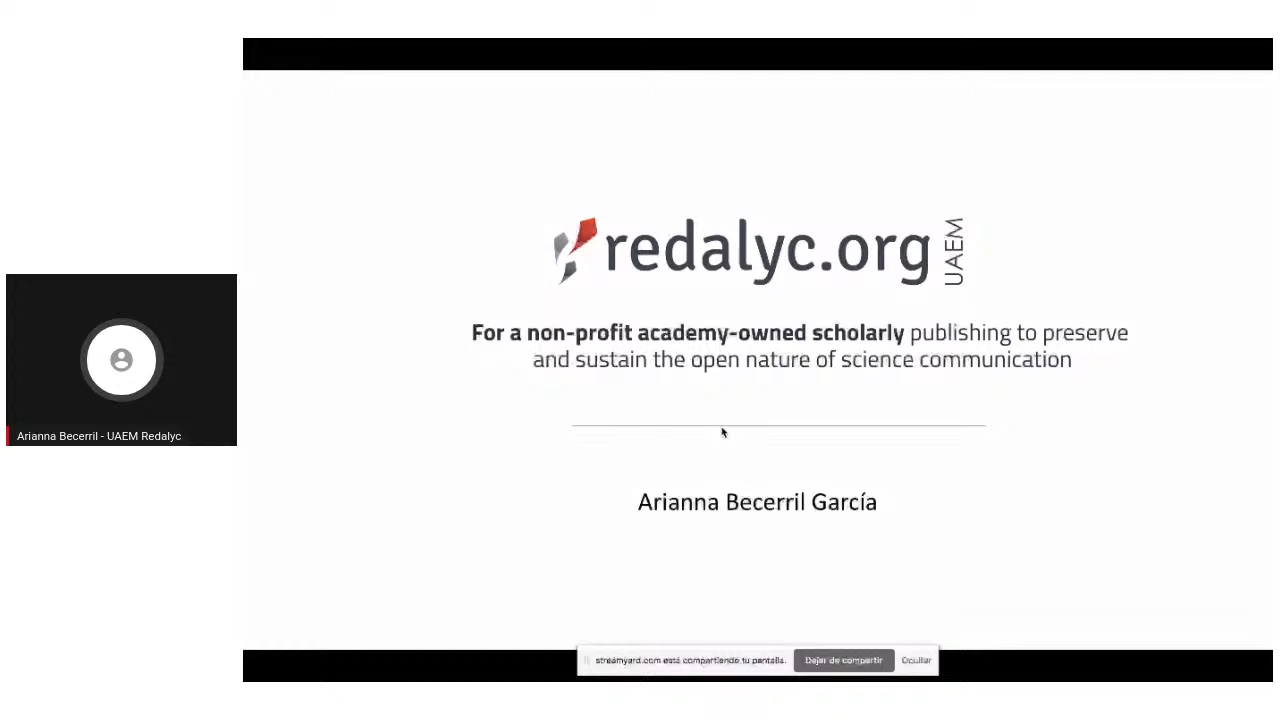 redalyc.org UAEM
For a non-profit academy-owned scholarly publishing to preserve
and sustain the open nature of science communication
Arianna Becerril - UAEM Redalyc
Arianna Becerril García
streamyard.com está compartiendo tu pantalla. Dejar de compartir Ocultar